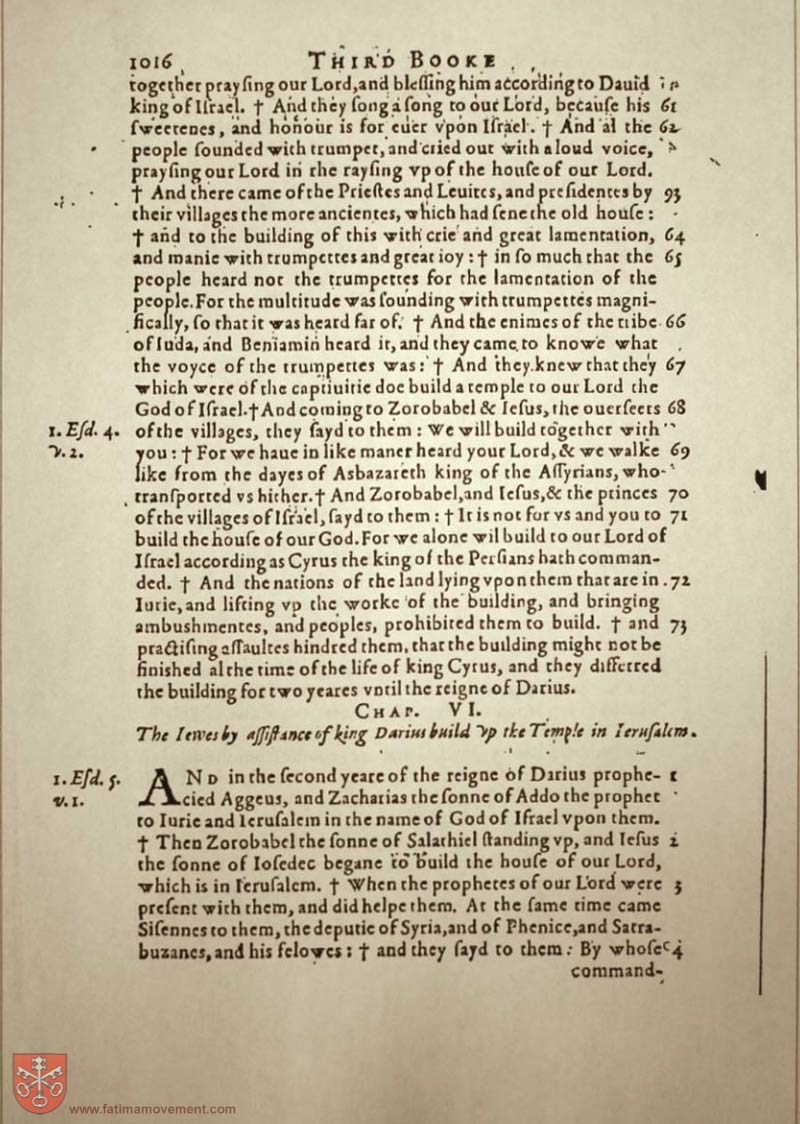 1016 THIRD BOOKE
together praysing our Lord, and blessing him according to Dauid
king of Israel. † And they song a song to our Lord, because his 61
sweetenes, and honour is for euer vpon Israel. † And al the 62
people sounded with trumpet, and cried out with a loud voice,
praysing our Lord in the raysing vp of the house of our Lord.
† And there came of the Priestes and Leuites, and presidentes by 93
their villages the more ancientes, which had sene the old house:
† and to the building of this with crie and great lamentation, 64
and manie with trumpettes and great ioy: † in so much that the 65
people heard not the trumpettes for the lamentation of the
people. For the multitude was sounding with trumpettes magni-
fically, so that it was heard far of. † And the enimes of the tribe 66
of Iuda, and Beniamin heard it, and they came to knowe what
the voyce of the trumpettes was: † And they knew that they 67
which were of the captiuitie doe build a temple to our Lord the
God of Israel. † And coming to Zorobabel & Iesus, the ouerseers 68
1. Esd. 4. of the villages, they sayd to them: We will build together with
v. 2. you: † For we haue in like maner heard your Lord, & we walke 69
like from the dayes of Asbazareth king of the Assyrians, who
transported vs hither. † And Zorobabel, and Iesus, & the princes 70
of the villages of Israel, sayd to them: † It is not for vs and you to 71
build the house of our God. For we alone wil build to our Lord of
Israel according as Cyrus the king of the Persians hath comman-
ded. † And the nations of the land lying vpon them that are in 72
Iurie, and lifting vp the worke of the building, and bringing
ambushmentes, and peoples, prohibited them to build. † and 73
practising assaultes hindred them, that the building might not be
finished al the time of the life of king Cyrus, and they differred
the building for two yeares vntil the reigne of Darius.
CHAP. VI.
The Iewes by assistance of king Darius build vp the Temple in Ierusalem.
1. Esd. 5. AND in the second yeare of the reigne of Darius prophe- 1
v. 1. cied Aggeus, and Zacharias the sonne of Addo the prophet
to Iurie and Ierusalem in the name of God of Israel vpon them.
† Then Zorobabel the sonne of Salathiel standing vp, and Iesus 2
the sonne of Iosedec begane to build the house of our Lord,
which is in Ierusalem. † When the prophetes of our Lord were 3
present with them, and did helpe them. At the same time came
Sisennes to them, the deputie of Syria, and of Phenice, and Satra-
buzanes, and his felowes: † and they sayd to them: By whose 4
command-
www.fatimamovement.com